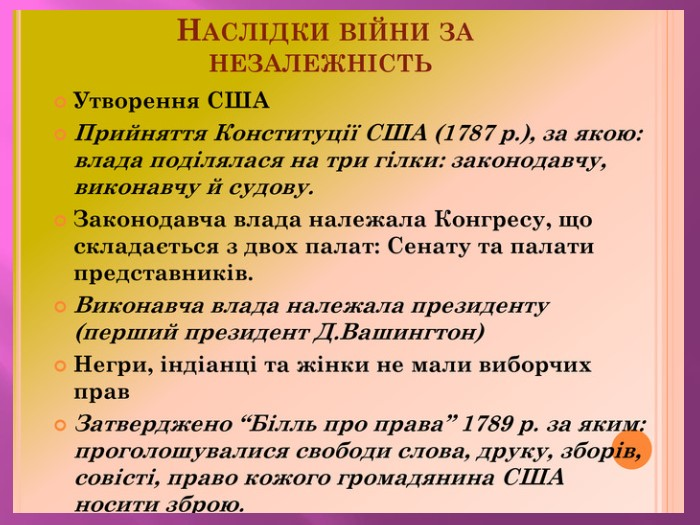 НАСЛІДКИ ВІЙНИ ЗА
НЕЗАЛЕЖНІСТЬ
Утворення США
Прийняття Конституції США (1787 р.), за якою:
влада поділялася на три гілки: законодавчу,
виконавчу й судову.
Законодавча влада належала Конгресу, що
складається з двох палат: Сенату та палати
представників.
Виконавча влада належала президенту
(перший президент Д.Вашингтон)
Негри, індіанці та жінки не мали виборчих
прав
Затверджено “Білль про права” 1789 р. за яким:
проголошувалися свободи слова, друку, зборів,
совісті, право кожого громадянина США
носити зброю.